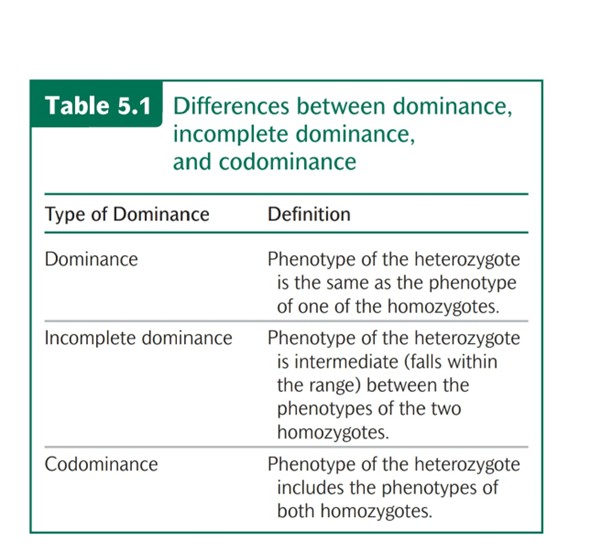 Table 5.1 Differences between dominance,
incomplete dominance,
and codominance
Type of Dominance Definition
Dominance Phenotype of the heterozygote
is the same as the phenotype
of one of the homozygotes.
Incomplete dominance Phenotype of the heterozygote
is intermediate (falls within
the range) between the
phenotypes of the two
homozygotes.
Codominance Phenotype of the heterozygote
includes the phenotypes of
both homozygotes.